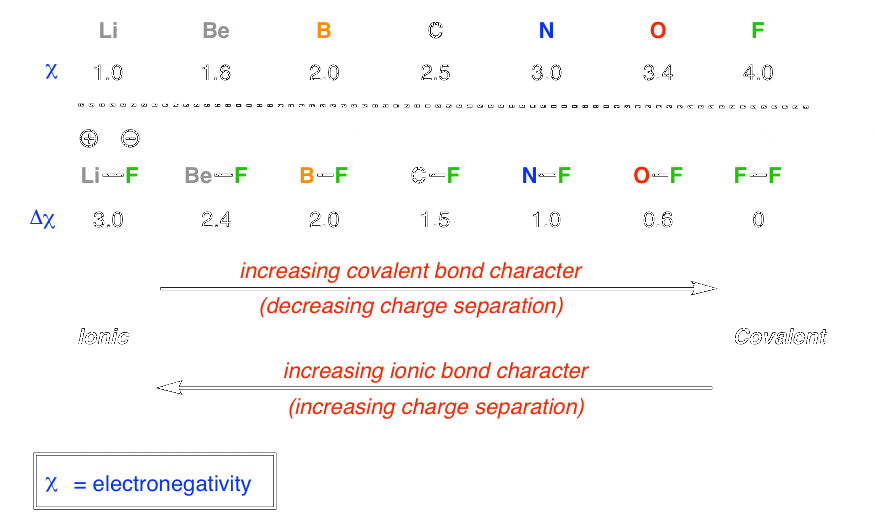 Li Be B C N O F
χ 1.0 1.6 2.0 2.5 3.0 3.4 4.0
⊕ ⊖
Li—F Be—F B—F C—F N—F O—F F—F
Δχ 3.0 2.4 2.0 1.5 1.0 0.6 0
increasing covalent bond character
(decreasing charge separation)
Ionic Covalent
increasing ionic bond character
(increasing charge separation)
χ = electronegativity